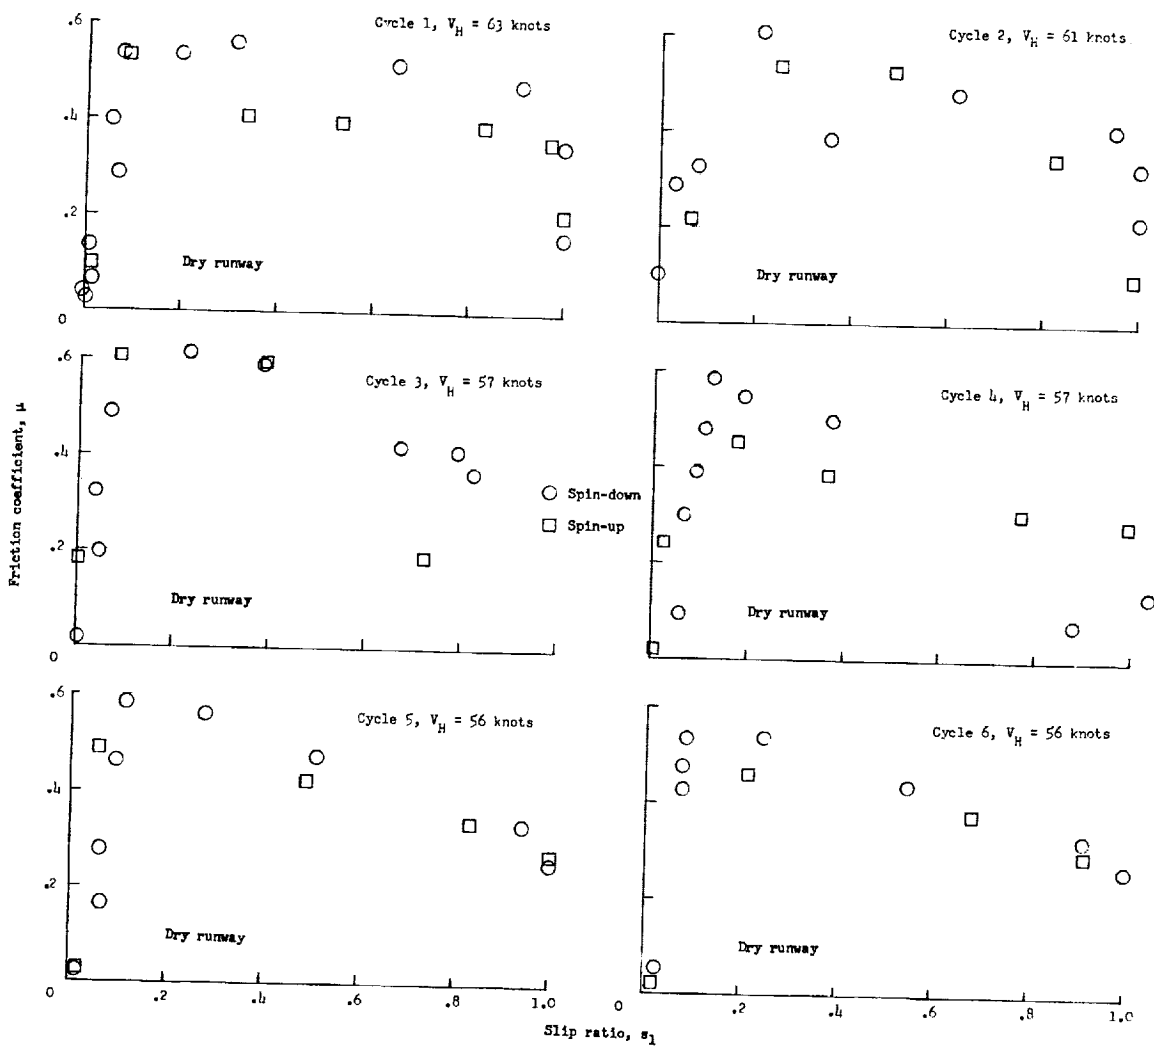 Cycle 1, V_H = 63 knots
.6
.4
.2
0
Dry runway
Cycle 2, V_H = 61 knots
Dry runway
Cycle 3, V_H = 57 knots
.6
.4
.2
0
Dry runway
Cycle 4, V_H = 57 knots
Dry runway
Friction coefficient, μ
○ Spin-down
□ Spin-up
Cycle 5, V_H = 56 knots
.6
.4
.2
0
Dry runway
.2 .4 .6 .8 1.0
Cycle 6, V_H = 56 knots
Dry runway
0 .2 .4 .6 .8 1.0
Slip ratio, s₁